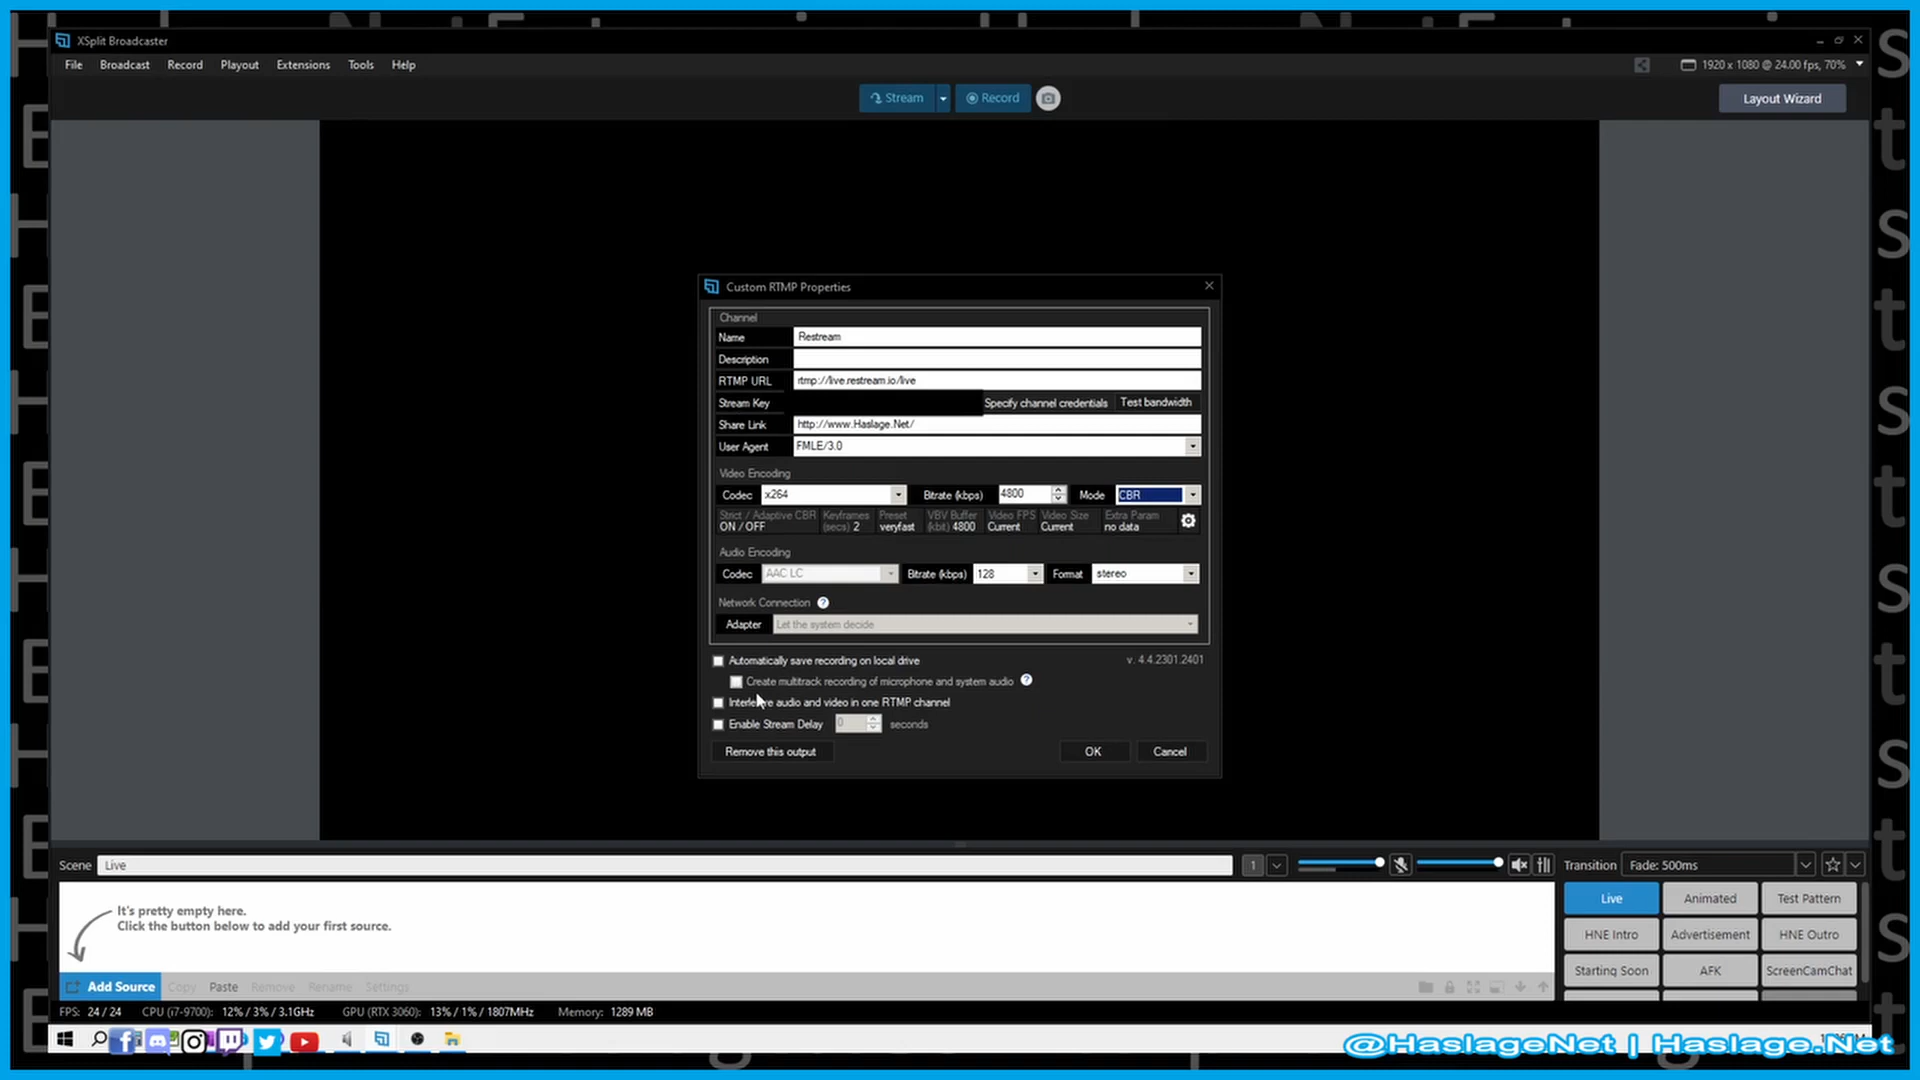 XSplit Broadcaster
File Broadcast Record Playout Extensions Tools Help
1920 x 1080 @ 24.00 fps, 70%
Stream Record
Layout Wizard
Custom RTMP Properties
Channel
Name Restream
Description
RTMP URL rtmp://live.restream.io/live
Stream Key Specify channel credentials Test bandwidth
Share Link http://www.Haslage.Net/
User Agent FMLE/3.0
Video Encoding
Codec x264 Bitrate (kbps) 4800 Mode CBR
Strict / Adaptive CBR Keyframes Preset VBV Buffer Video FPS Video Size Extra Param
ON / OFF (secs) 2 veryfast (kbit) 4800 Current Current no data
Audio Encoding
Codec AAC LC Bitrate (kbps) 128 Format stereo
Network Connection ?
Adapter Let the system decide
Automatically save recording on local drive v. 4.4.2301.2401
Create multitrack recording of microphone and system audio ?
Interleave audio and video in one RTMP channel
Enable Stream Delay 0 seconds
Remove this output OK Cancel
Scene Live 1 Transition Fade: 500ms
It's pretty empty here.
Click the button below to add your first source.
Live Animated Test Pattern
HNE Intro Advertisement HNE Outro
Starting Soon AFK ScreenCamChat
Add Source Copy Paste Remove Rename Settings
FPS: 24 / 24 CPU (i7-9700): 12% / 3% / 3.1GHz GPU (RTX 3060): 13% / 1% / 1807MHz Memory: 1289 MB
@HaslageNet | Haslage.Net